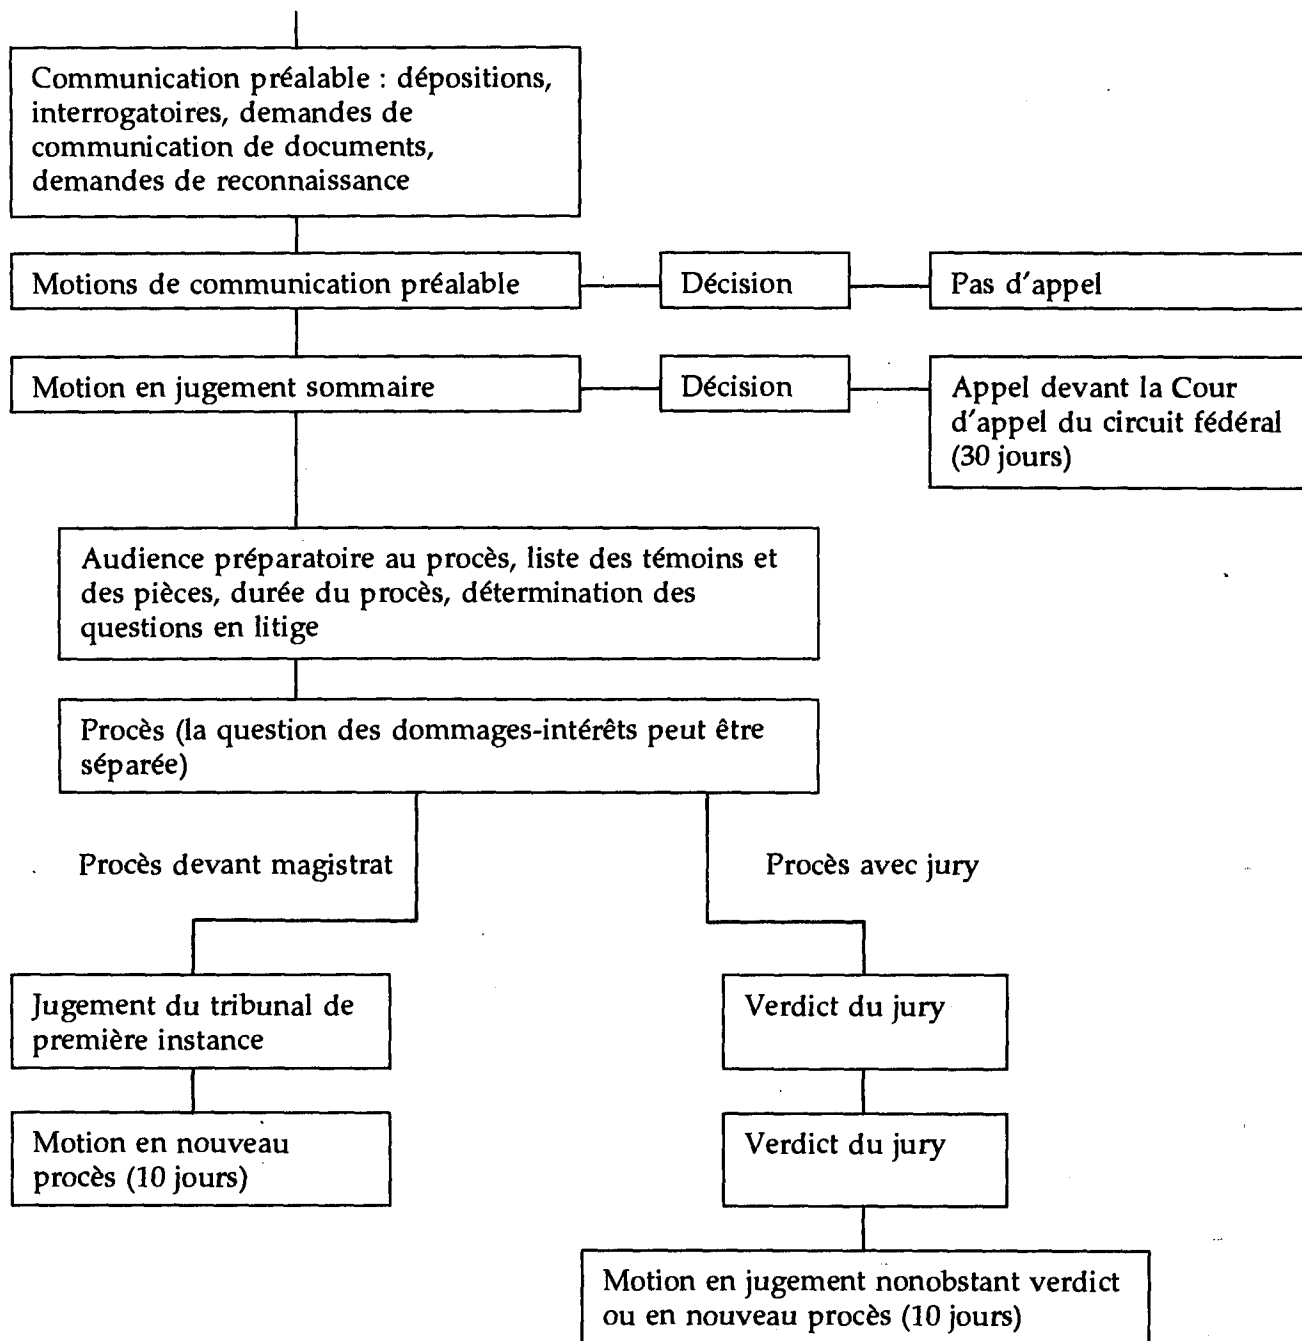 Communication préalable : dépositions,
interrogatoires, demandes de
communication de documents,
demandes de reconnaissance
Motions de communication préalable
Décision
Pas d'appel
Motion en jugement sommaire
Décision
Appel devant la Cour
d'appel du circuit fédéral
(30 jours)
Audience préparatoire au procès, liste des témoins et
des pièces, durée du procès, détermination des
questions en litige
Procès (la question des dommages-intérêts peut être
séparée)
Procès devant magistrat
Procès avec jury
Jugement du tribunal de
première instance
Verdict du jury
Motion en nouveau
procès (10 jours)
Verdict du jury
Motion en jugement nonobstant verdict
ou en nouveau procès (10 jours)